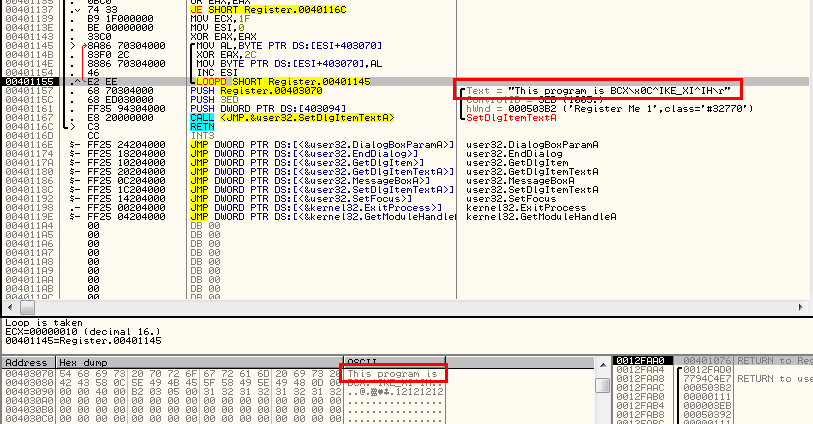 00401135 . 0BC0 OR EAX,EAX
00401137 .v 74 33 JE SHORT Register.0040116C
00401139 . B9 1F000000 MOV ECX,1F
0040113E . BE 00000000 MOV ESI,0
00401143 . 33C0 XOR EAX,EAX
00401145 > 8A86 70304000 MOV AL,BYTE PTR DS:[ESI+403070]
0040114B . 83F0 2C XOR EAX,2C
0040114E . 8886 70304000 MOV BYTE PTR DS:[ESI+403070],AL
00401154 . 46 INC ESI
00401155 .^ E2 EE LOOPD SHORT Register.00401145
00401157 . 68 70304000 PUSH Register.00403070 Text = "This program is BCX\x0C^IKE_XI^IH\r"
0040115C . 68 ED030000 PUSH 3ED ControlID = 3ED (1005.)
00401161 . FF35 94304000 PUSH DWORD PTR DS:[403094] hWnd = 000503B2 ('Register Me 1',class='#32770')
00401167 . E8 20000000 CALL <JMP.&user32.SetDlgItemTextA> SetDlgItemTextA
0040116C > C3 RETN
0040116D CC INT3
0040116E $- FF25 24204000 JMP DWORD PTR DS:[<&user32.DialogBoxParamA>] user32.DialogBoxParamA
00401174 $- FF25 18204000 JMP DWORD PTR DS:[<&user32.EndDialog>] user32.EndDialog
0040117A $- FF25 10204000 JMP DWORD PTR DS:[<&user32.GetDlgItem>] user32.GetDlgItem
00401180 $- FF25 20204000 JMP DWORD PTR DS:[<&user32.GetDlgItemTextA>] user32.GetDlgItemTextA
00401186 $- FF25 0C204000 JMP DWORD PTR DS:[<&user32.MessageBoxA>] user32.MessageBoxA
0040118C $- FF25 1C204000 JMP DWORD PTR DS:[<&user32.SetDlgItemTextA>] user32.SetDlgItemTextA
00401192 $- FF25 14204000 JMP DWORD PTR DS:[<&user32.SetFocus>] user32.SetFocus
00401198 .- FF25 00204000 JMP DWORD PTR DS:[<&kernel32.ExitProcess>] kernel32.ExitProcess
0040119E $- FF25 04204000 JMP DWORD PTR DS:[<&kernel32.GetModuleHandle kernel32.GetModuleHandleA
004011A4 00 DB 00
004011A5 00 DB 00
004011A6 00 DB 00
004011A7 00 DB 00
004011A8 00 DB 00
004011A9 00 DB 00
004011AA 00 DB 00
Loop is taken
ECX=00000010 (decimal 16.)
00401145=Register.00401145
Address Hex dump ASCII
00403070 54 68 69 73 20 70 72 6F 67 72 61 6D 20 69 73 20 This program is
00403080 42 43 58 0C 5E 49 4B 45 5F 58 49 5E 49 48 0D 00 BCX.^IKE_XI^IH..
00403090 00 00 40 00 B2 03 05 00 31 32 31 32 31 32 31 32 12121212
004030A0 00 00 00 00 00 00 00 00 00 00 00 00 00 00 00 00 ................
004030B0 00 00 00 00 00 00 00 00 00 00 00 00 00 00 00 00 ................
004030C0 00 00 00 00 00 00 00 00 00 00 00 00 00 00 00 00 ................
0012FAA0 00401076 RETURN to Reg
0012FAA4 0012FAD0
0012FAA8 7794C4E7 RETURN to use
0012FAAC 000503B2
0012FAB0 00000111
0012FAB4 000003EB
0012FAB8 00050392
0012FABC 00000111